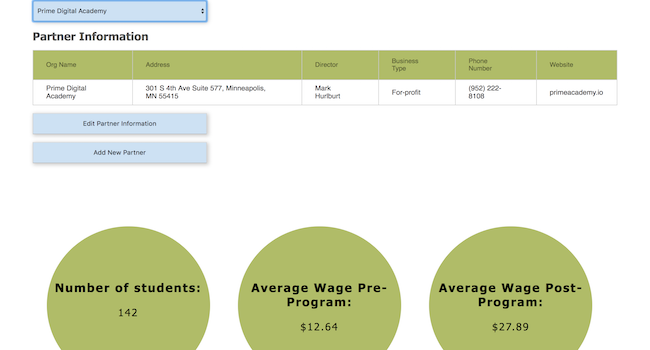 Prime Digital Academy
Partner Information
Org Name
Address
Director
Business
Type
Phone
Number
Website
Prime Digital
Academy
301 S 4th Ave Suite 577, Minneapolis,
MN 55415
Mark
Hurlburt
For-profit
(952) 222-
8108
primeacademy.io
Edit Partner Information
Add New Partner
Number of students:
142
Average Wage Pre-
Program:
$12.64
Average Wage Post-
Program:
$27.89